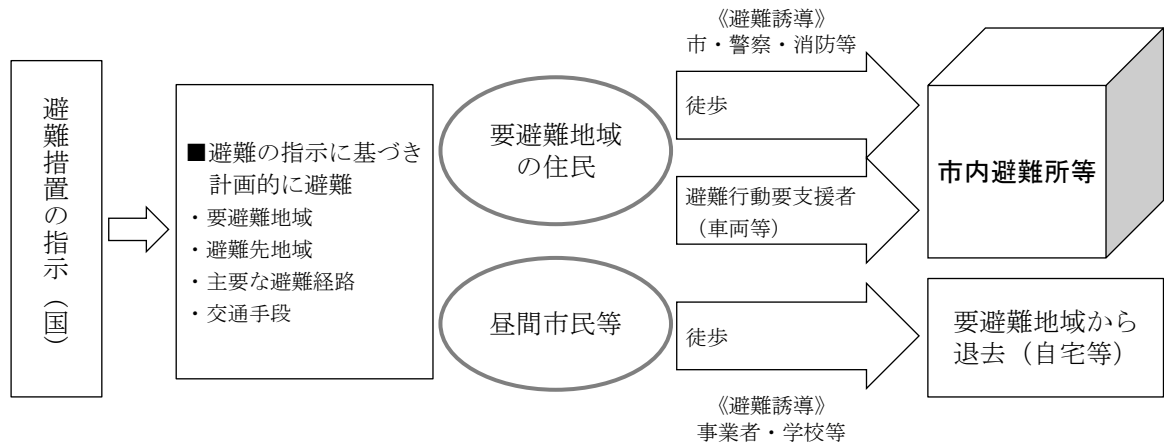 避難措置の指示（国）
■避難の指示に基づき
計画的に避難
・要避難地域
・避難先地域
・主要な避難経路
・交通手段
要避難地域
の住民
昼間市民等
《避難誘導》
市・警察・消防等
徒歩
避難行動要支援者
（車両等）
徒歩
《避難誘導》
事業者・学校等
市内避難所等
要避難地域から
退去（自宅等）